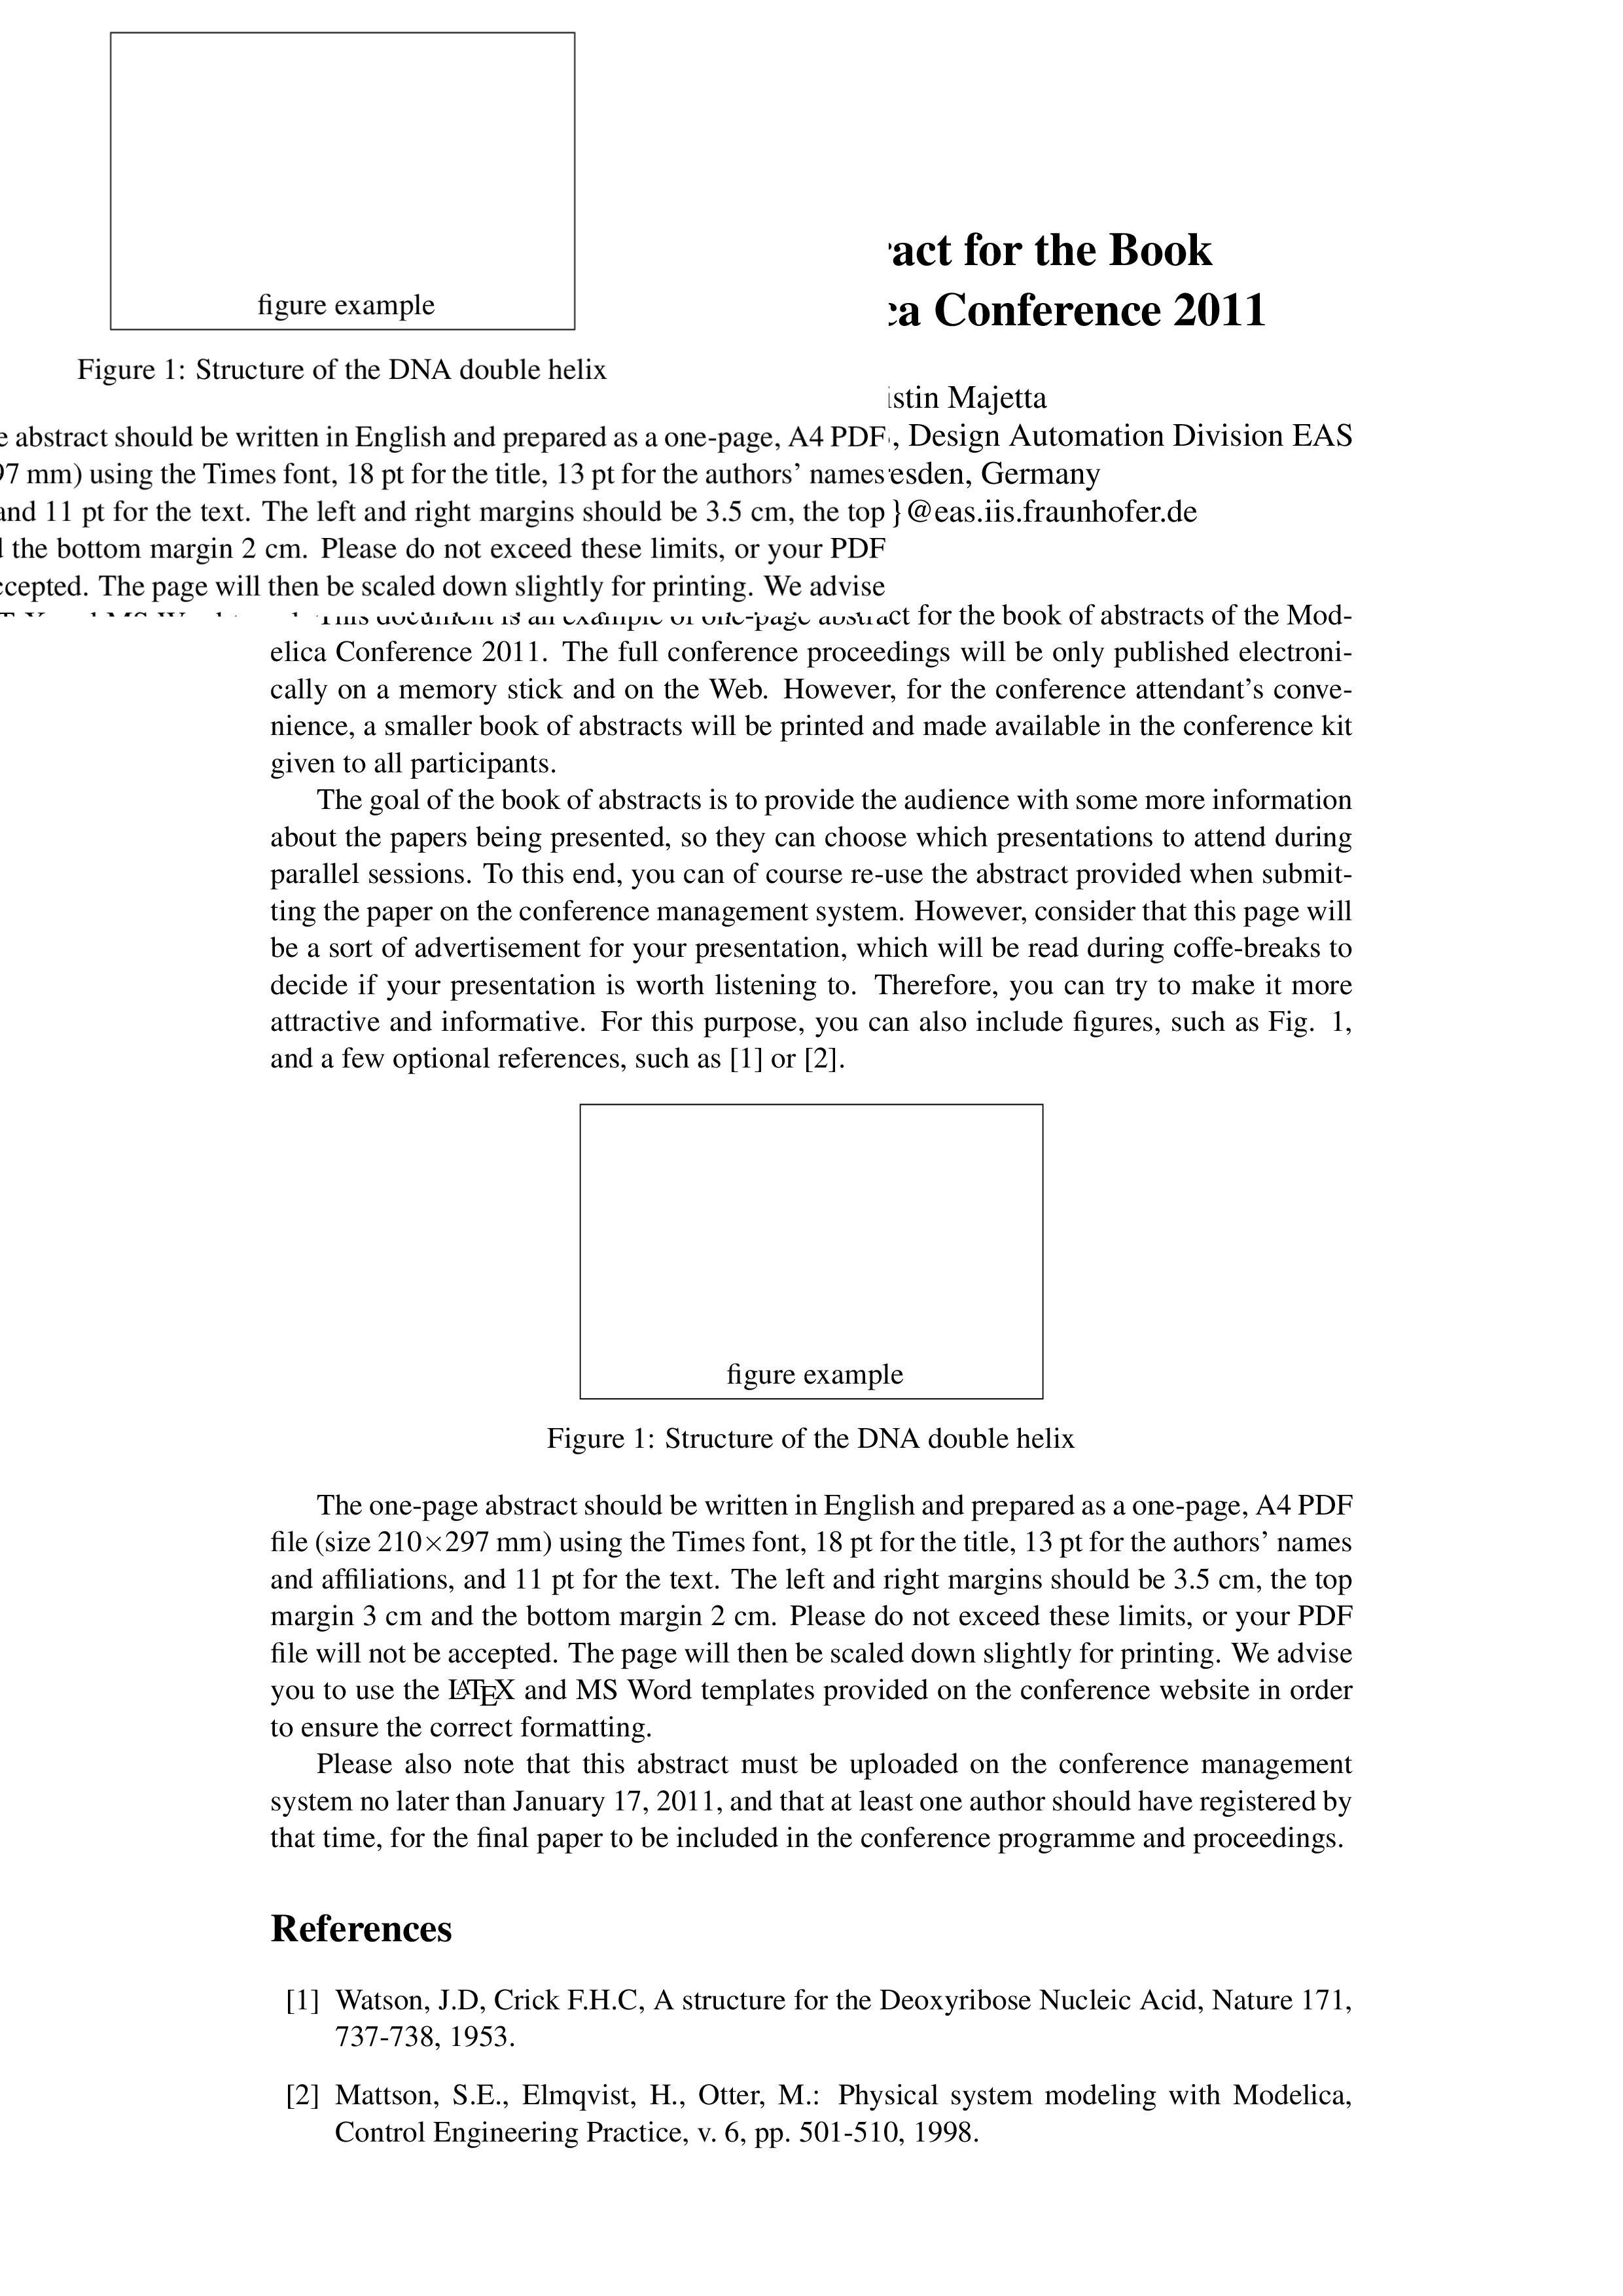 figure example
Figure 1: Structure of the DNA double helix
abstract should be written in English and prepared as a one-page, A4 PDF
mm) using the Times font, 18 pt for the title, 13 pt for the authors' names
and 11 pt for the text. The left and right margins should be 3.5 cm, the top
the bottom margin 2 cm. Please do not exceed these limits, or your PDF
The page will then be scaled down slightly for printing. We advise
for the Book
Conference 2011
Majetta
, Design Automation Division EAS
Germany
}@eas.iis.fraunhofer.de
This document is an example of one-page abstract for the book of abstracts of the Mod-
elica Conference 2011. The full conference proceedings will be only published electroni-
cally on a memory stick and on the Web. However, for the conference attendant's conve-
nience, a smaller book of abstracts will be printed and made available in the conference kit
given to all participants.
The goal of the book of abstracts is to provide the audience with some more information
about the papers being presented, so they can choose which presentations to attend during
parallel sessions. To this end, you can of course re-use the abstract provided when submit-
ting the paper on the conference management system. However, consider that this page will
be a sort of advertisement for your presentation, which will be read during coffe-breaks to
decide if your presentation is worth listening to. Therefore, you can try to make it more
attractive and informative. For this purpose, you can also include figures, such as Fig. 1,
and a few optional references, such as [1] or [2].
figure example
Figure 1: Structure of the DNA double helix
The one-page abstract should be written in English and prepared as a one-page, A4 PDF
file (size 210×297 mm) using the Times font, 18 pt for the title, 13 pt for the authors' names
and affiliations, and 11 pt for the text. The left and right margins should be 3.5 cm, the top
margin 3 cm and the bottom margin 2 cm. Please do not exceed these limits, or your PDF
file will not be accepted. The page will then be scaled down slightly for printing. We advise
you to use the LATEX and MS Word templates provided on the conference website in order
to ensure the correct formatting.
Please also note that this abstract must be uploaded on the conference management
system no later than January 17, 2011, and that at least one author should have registered by
that time, for the final paper to be included in the conference programme and proceedings.
References
[1] Watson, J.D, Crick F.H.C, A structure for the Deoxyribose Nucleic Acid, Nature 171,
737-738, 1953.
[2] Mattson, S.E., Elmqvist, H., Otter, M.: Physical system modeling with Modelica,
Control Engineering Practice, v. 6, pp. 501-510, 1998.